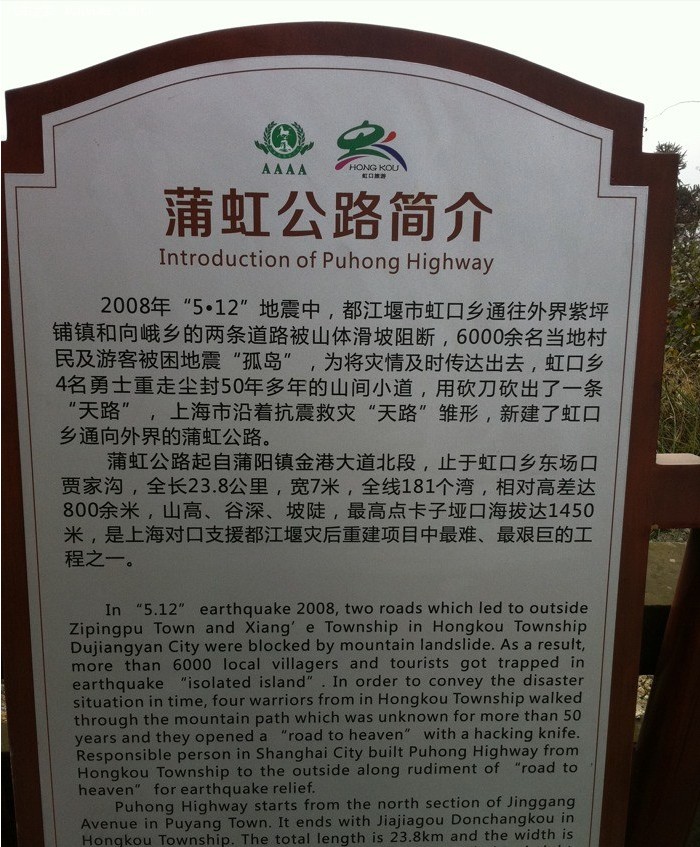 AAAA
HONG KOU
虹口旅游
蒲虹公路简介
Introduction of Puhong Highway
2008年“5•12”地震中，都江堰市虹口乡通往外界紫坪
铺镇和向峨乡的两条道路被山体滑坡阻断，6000余名当地村
民及游客被困地震“孤岛”，为将灾情及时传达出去，虹口乡
4名勇士重走尘封50年多年的山间小道，用砍刀砍出了一条
“天路”，上海市沿着抗震救灾“天路”雏形，新建了虹口
乡通向外界的蒲虹公路。
蒲虹公路起自蒲阳镇金港大道北段，止于虹口乡东场口
贾家沟，全长23.8公里，宽7米，全线181个湾，相对高差达
800余米，山高、谷深、坡陡，最高点卡子垭口海拔达1450
米，是上海对口支援都江堰灾后重建项目中最难、最艰巨的工
程之一。
In “5.12” earthquake 2008, two roads which led to outside
Zipingpu Town and Xiang’e Township in Hongkou Township
Dujiangyan City were blocked by mountain landslide. As a result,
more than 6000 local villagers and tourists got trapped in
earthquake “isolated island”. In order to convey the disaster
situation in time, four warriors from in Hongkou Township walked
through the mountain path which was unknown for more than 50
years and they opened a “road to heaven” with a hacking knife.
Responsible person in Shanghai City built Puhong Highway from
Hongkou Township to the outside along rudiment of “road to
heaven” for earthquake relief.
Puhong Highway starts from the north section of Jinggang
Avenue in Puyang Town. It ends with Jiajiagou Donchangkou in
Hongkou Township. The total length is 23.8km and the width is